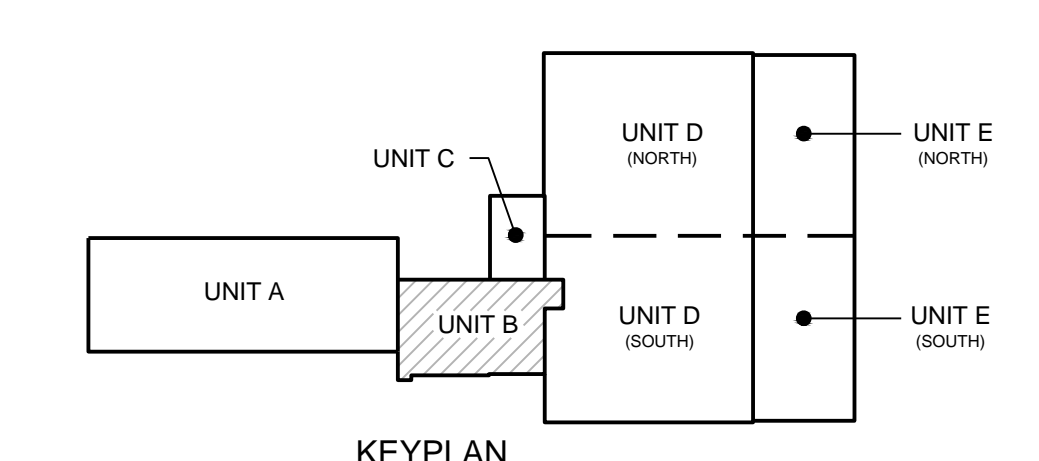 UNIT D
(NORTH)
UNIT E
(NORTH)
UNIT C
UNIT A
UNIT B
UNIT D
(SOUTH)
UNIT E
(SOUTH)
KEYPLAN